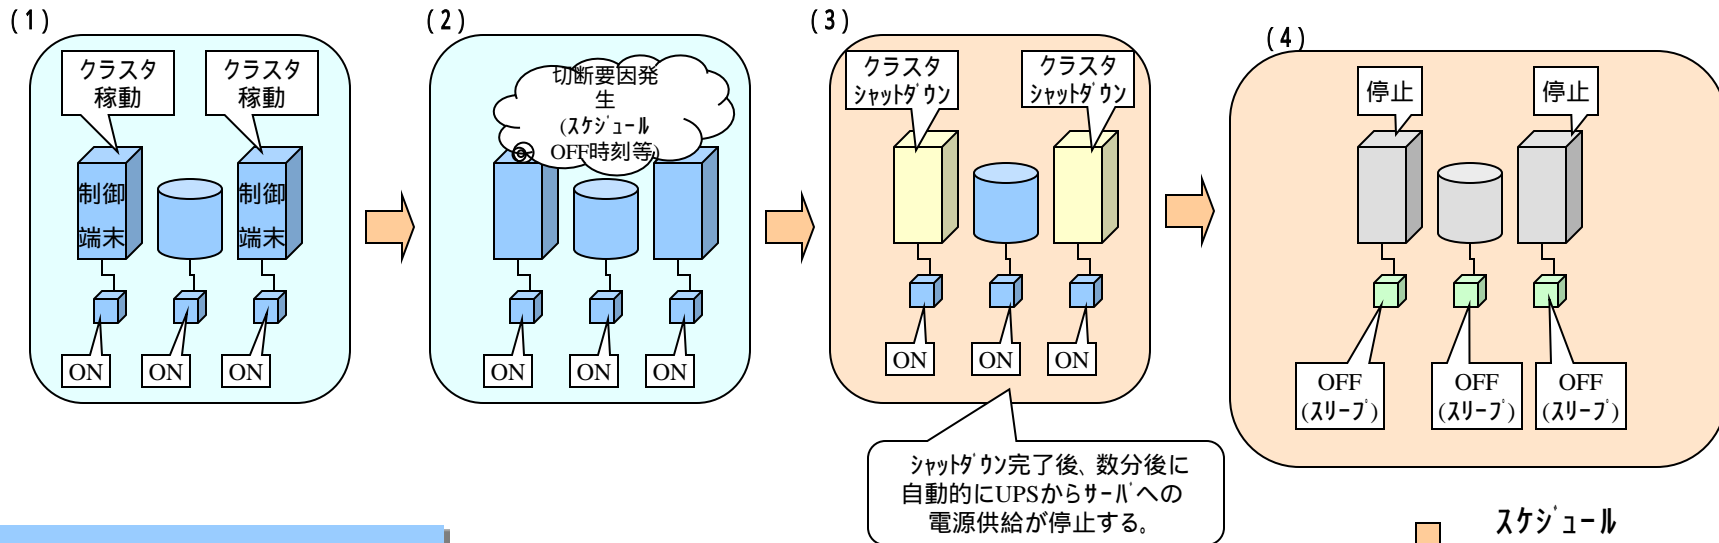 (1)
クラスタ
稼動
クラスタ
稼動
制御
端末
制御
端末
ON
ON
ON
(2)
切断要因発
生
(ｽｹｼﾞｭｰﾙ
OFF時刻等)
ON
ON
ON
(3)
クラスタ
ｼｬｯﾄﾀﾞｳﾝ
クラスタ
ｼｬｯﾄﾀﾞｳﾝ
ON
ON
ON
ｼｬｯﾄﾀﾞｳﾝ完了後、数分後に
自動的にUPSからｻｰﾊﾞへの
電源供給が停止する。
(4)
停止
停止
OFF
(ｽﾘｰﾌﾟ)
OFF
(ｽﾘｰﾌﾟ)
OFF
(ｽﾘｰﾌﾟ)
ｽｹｼﾞｭｰﾙ